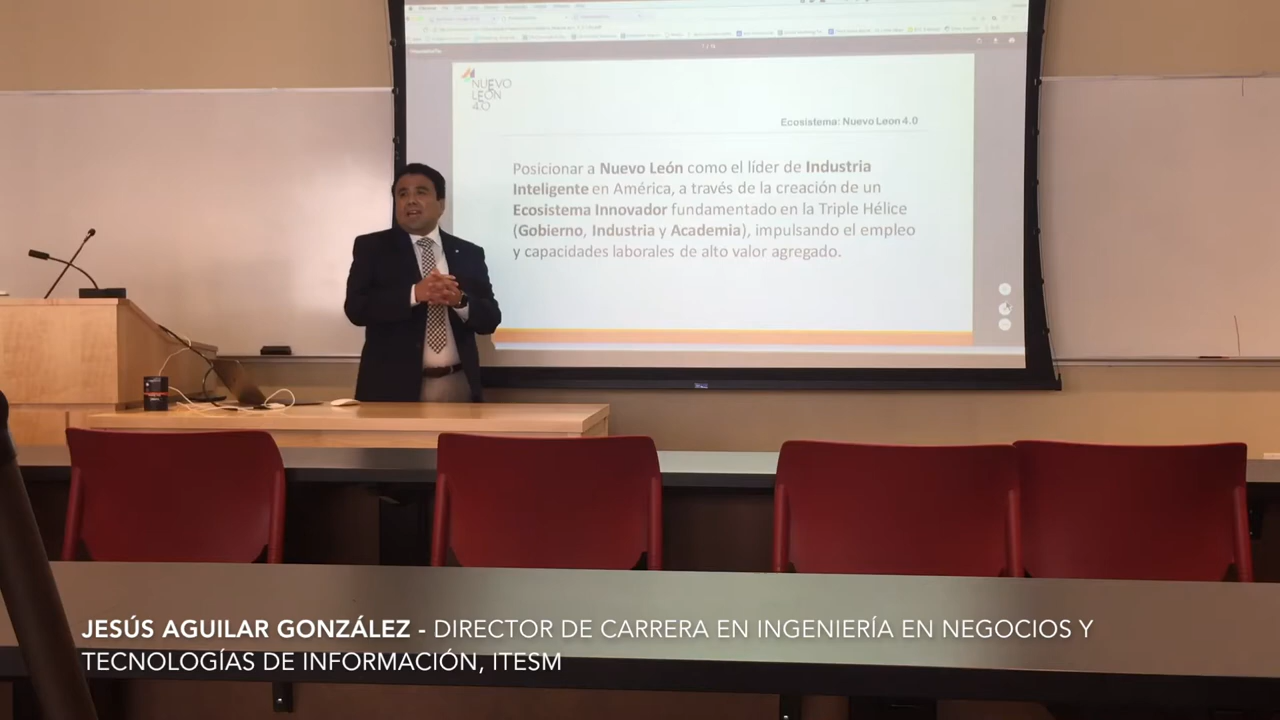 NUEVO
LEÓN
4.0
Ecosistema: Nuevo Leon 4.0
Posicionar a Nuevo León como el líder de Industria
Inteligente en América, a través de la creación de un
Ecosistema Innovador fundamentado en la Triple Hélice
(Gobierno, Industria y Academia), impulsando el empleo
y capacidades laborales de alto valor agregado.
JESÚS AGUILAR GONZÁLEZ - DIRECTOR DE CARRERA EN INGENIERÍA EN NEGOCIOS Y
TECNOLOGÍAS DE INFORMACIÓN, ITESM